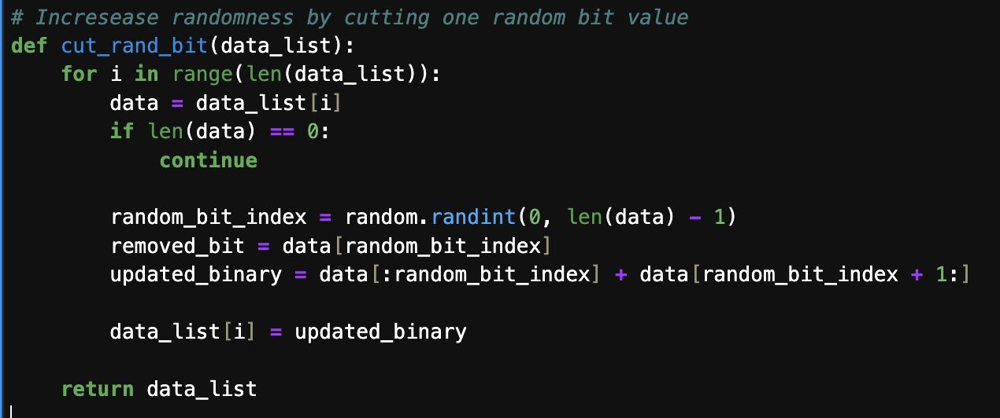 # Incresease randomness by cutting one random bit value
def cut_rand_bit(data_list):
    for i in range(len(data_list)):
        data = data_list[i]
        if len(data) == 0:
            continue

        random_bit_index = random.randint(0, len(data) - 1)
        removed_bit = data[random_bit_index]
        updated_binary = data[:random_bit_index] + data[random_bit_index + 1:]

        data_list[i] = updated_binary

    return data_list